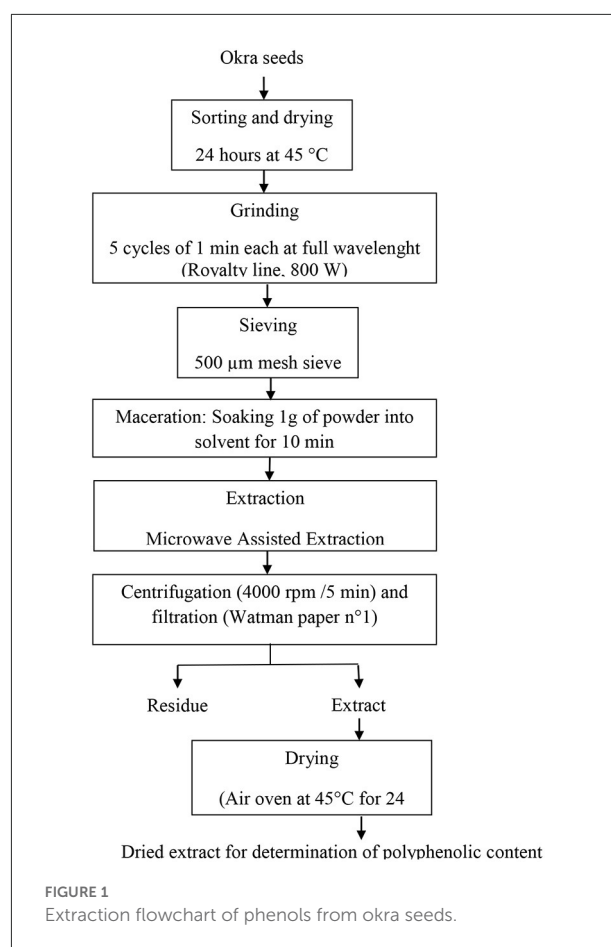 Okra seeds
Sorting and drying
24 hours at 45 °C
Grinding
5 cycles of 1 min each at full wavelenght
(Royalty line, 800 W)
Sieving
500 µm mesh sieve
Maceration: Soaking 1g of powder into
solvent for 10 min
Extraction
Microwave Assisted Extraction
Centrifugation (4000 rpm /5 min) and
filtration (Watman paper n°1)
Residue Extract
Drying
(Air oven at 45°C for 24
Dried extract for determination of polyphenolic content
FIGURE 1
Extraction flowchart of phenols from okra seeds.